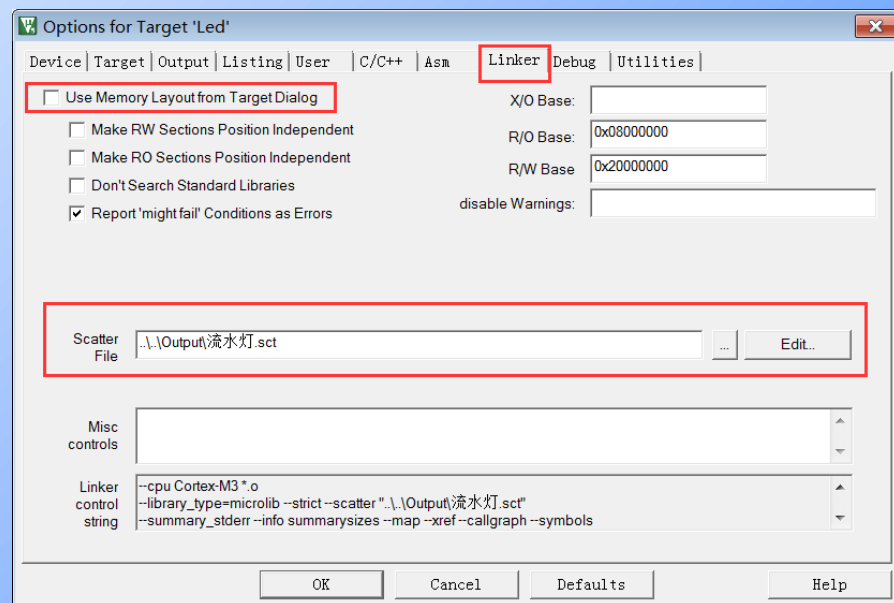 Options for Target 'Led'
Device Target Output Listing User C/C++ Asm Linker Debug Utilities
Use Memory Layout from Target Dialog
X/O Base:
Make RW Sections Position Independent
R/O Base: 0x08000000
Make RO Sections Position Independent
R/W Base 0x20000000
Don't Search Standard Libraries
disable Warnings:
Report 'might fail' Conditions as Errors
Scatter File
..\..\Output\流水灯.sct
... Edit...
Misc controls
Linker control string
--cpu Cortex-M3 *.o
--library_type=microlib --strict --scatter "..\..\Output\流水灯.sct"
--summary_stderr --info summarysizes --map --xref --callgraph --symbols
OK Cancel Defaults Help